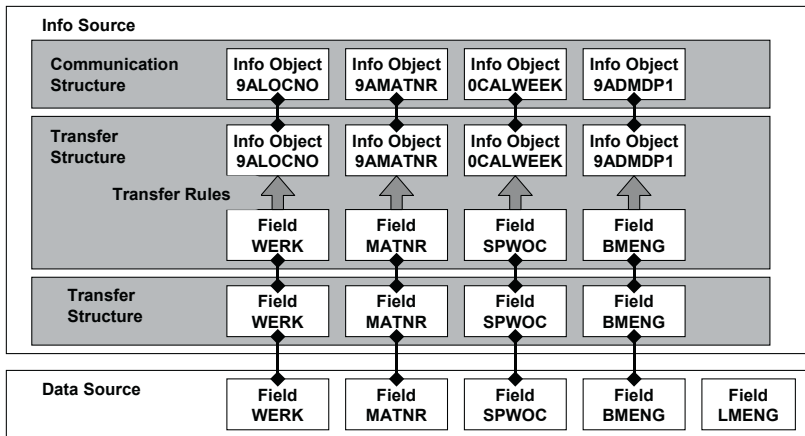 Info Source
Communication
Structure
Info Object
9ALOCNO
Info Object
9AMATNR
Info Object
0CALWEEK
Info Object
9ADMDP1
Transfer
Structure
Info Object
9ALOCNO
Info Object
9AMATNR
Info Object
0CALWEEK
Info Object
9ADMDP1
Transfer Rules
Field
WERK
Field
MATNR
Field
SPWOC
Field
BMENG
Transfer
Structure
Field
WERK
Field
MATNR
Field
SPWOC
Field
BMENG
Data Source
Field
WERK
Field
MATNR
Field
SPWOC
Field
BMENG
Field
LMENG